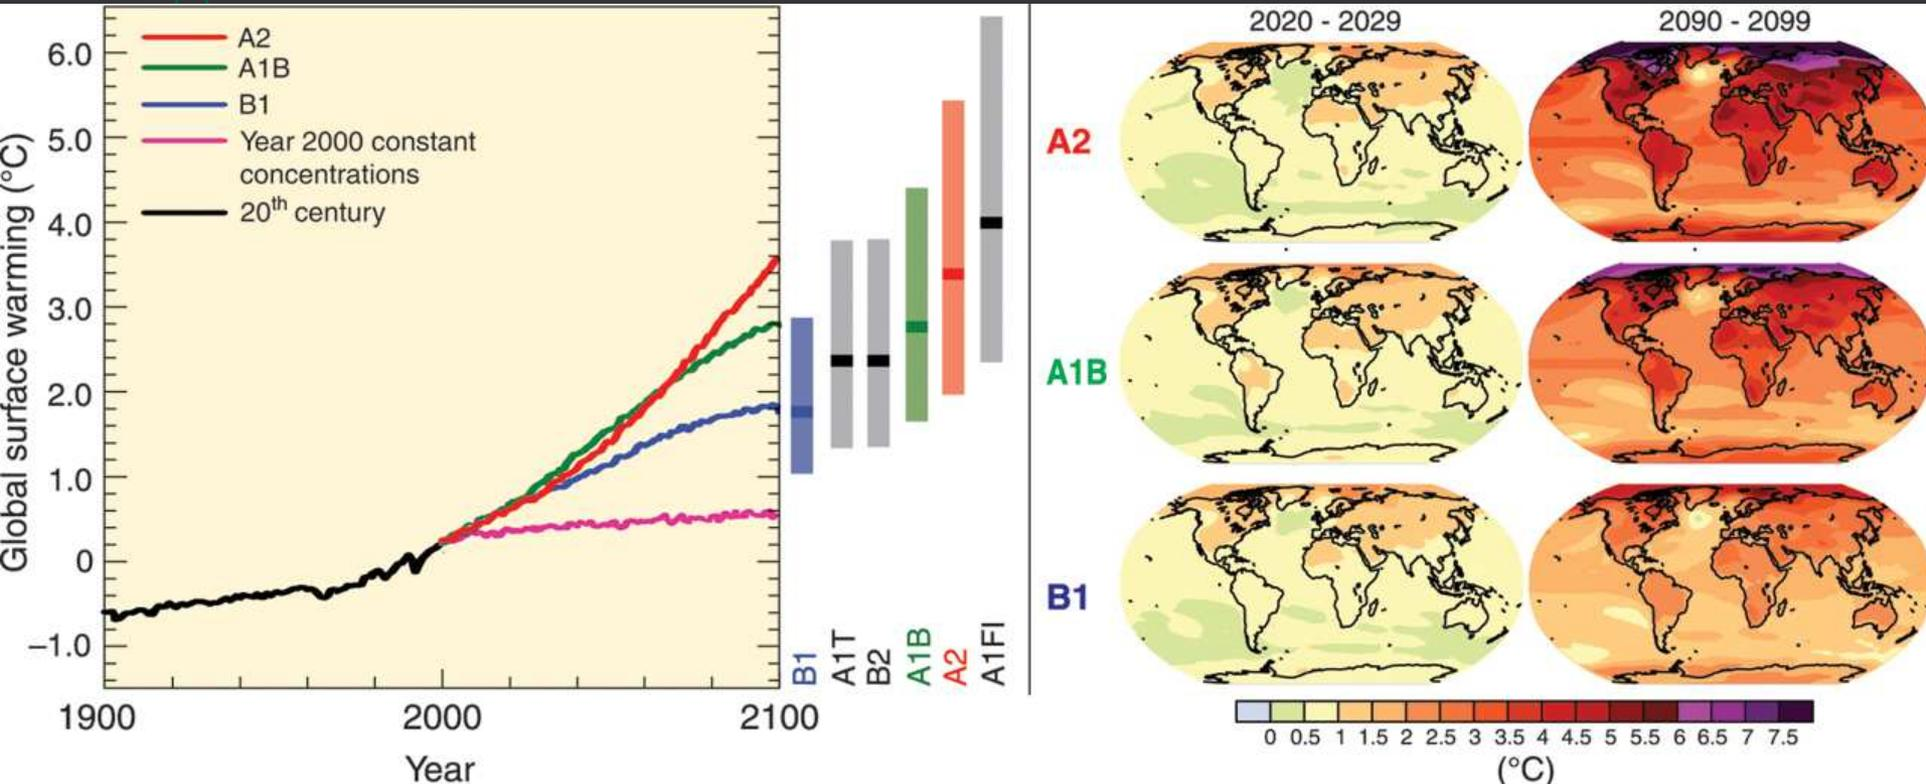 6.0
5.0
4.0
3.0
2.0
1.0
0
−1.0
Global surface warming (°C)
A2
A1B
B1
Year 2000 constant
concentrations
20th century
1900 2000 2100
Year
B1
A1T
B2
A1B
A2
A1FI
2020 - 2029 2090 - 2099
A2
A1B
B1
0 0.5 1 1.5 2 2.5 3 3.5 4 4.5 5 5.5 6 6.5 7 7.5
(°C)